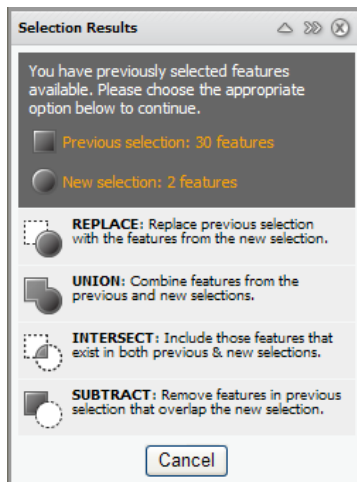 Selection Results
You have previously selected features
available. Please choose the appropriate
option below to continue.
Previous selection: 30 features
New selection: 2 features
REPLACE: Replace previous selection
with the features from the new selection.
UNION: Combine features from the
previous and new selections.
INTERSECT: Include those features that
exist in both previous & new selections.
SUBTRACT: Remove features in previous
selection that overlap the new selection.
Cancel